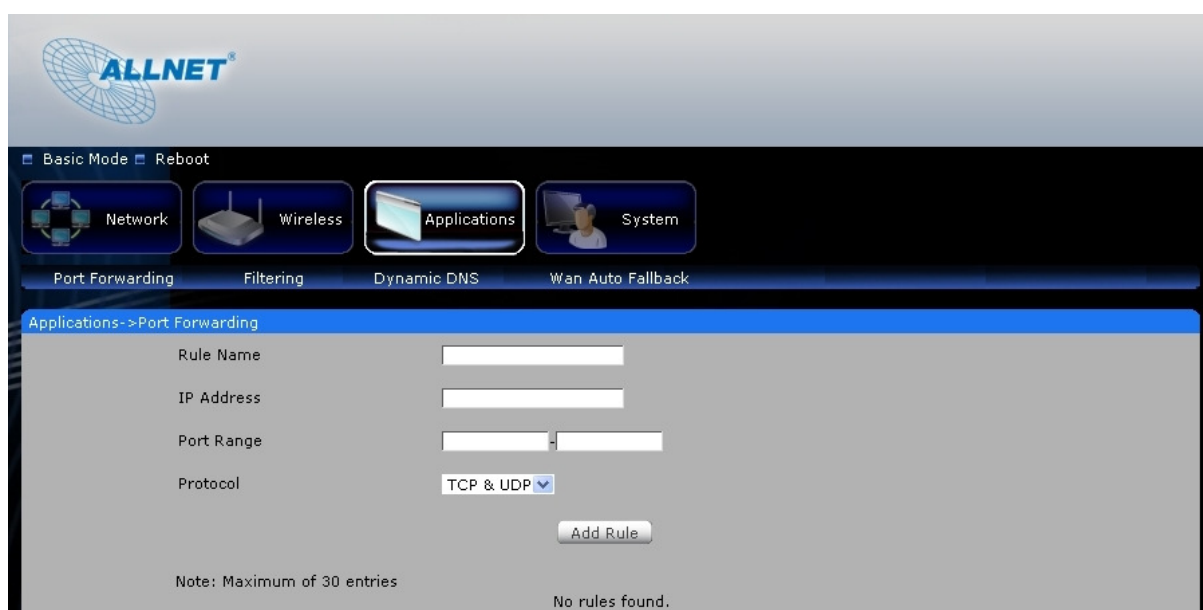 ALLNET®
Basic Mode Reboot
Network Wireless Applications System
Port Forwarding Filtering Dynamic DNS Wan Auto Fallback
Applications->Port Forwarding
Rule Name
IP Address
Port Range -
Protocol TCP & UDP
Add Rule
Note: Maximum of 30 entries
No rules found.